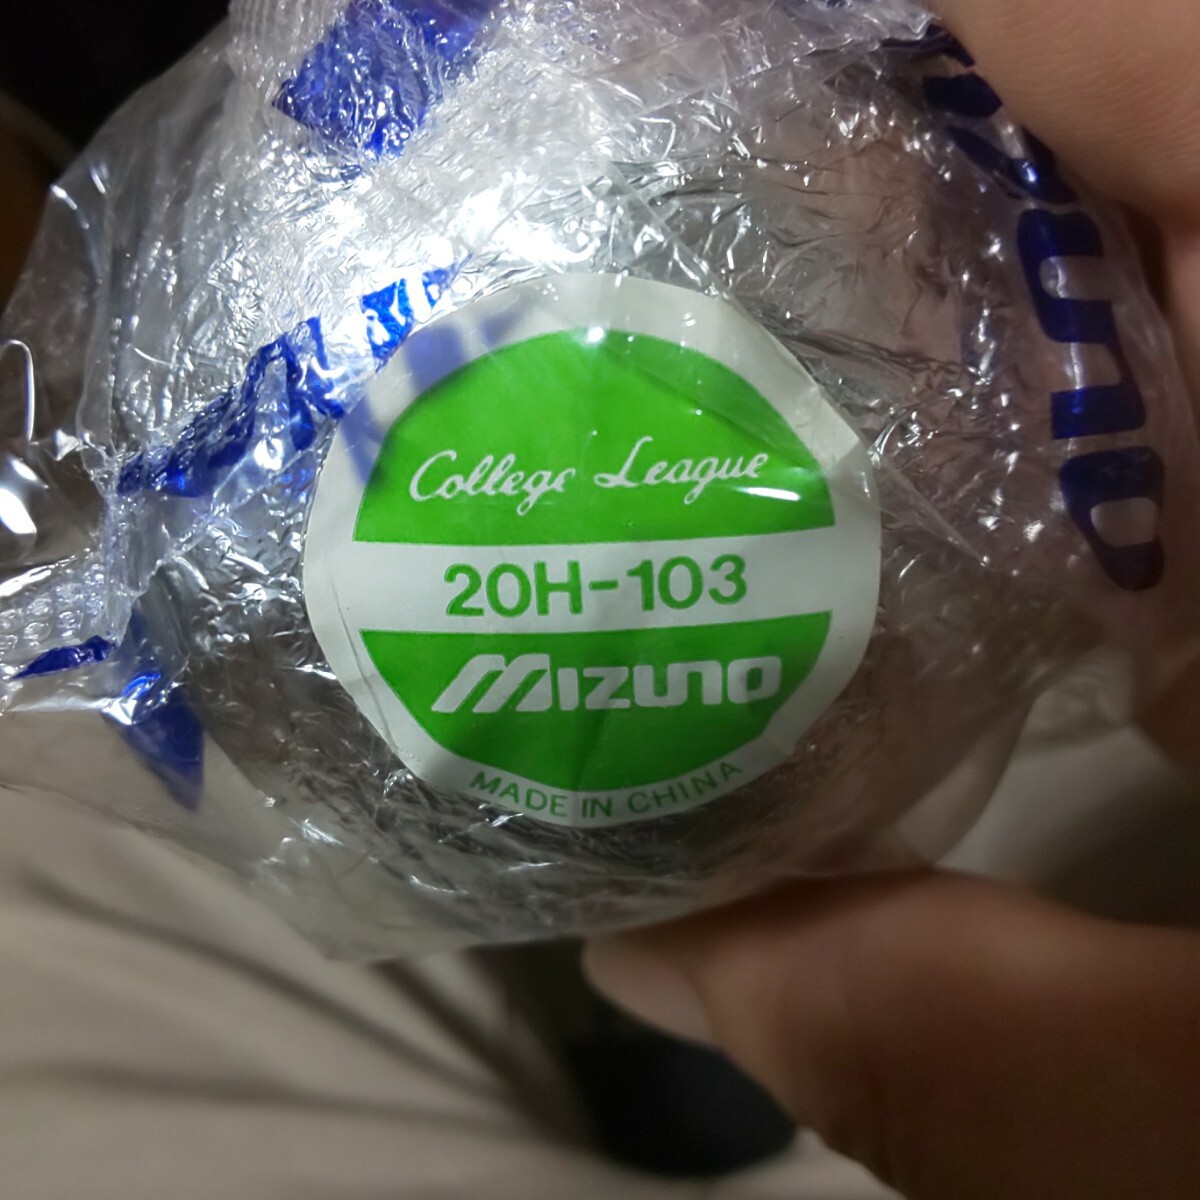 College League
20H-103
MIZUNO
MADE IN CHINA